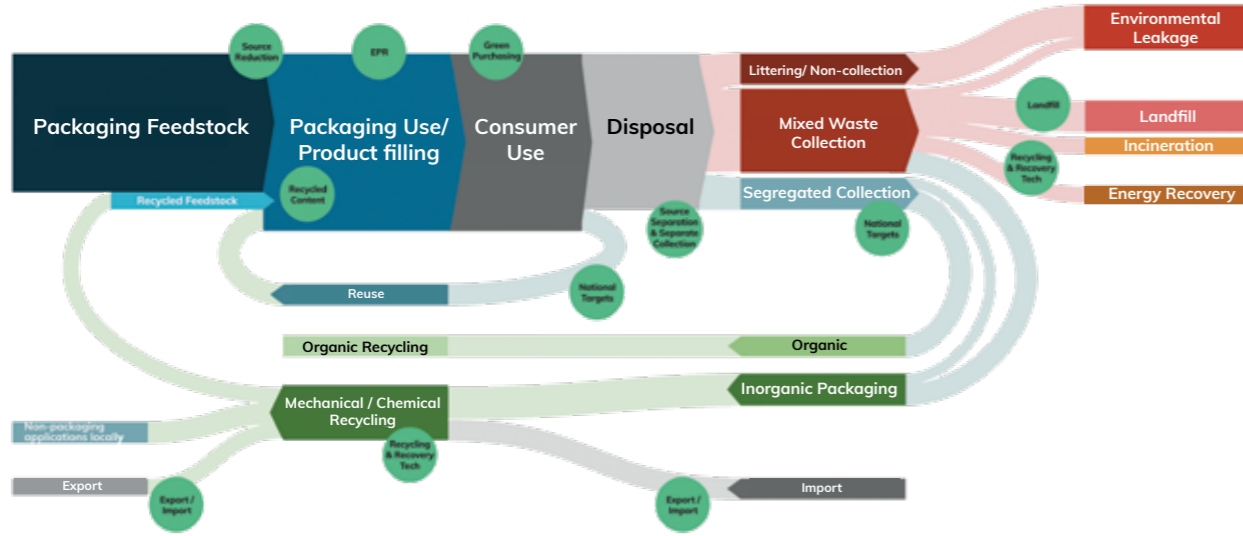 Source
Reduction
EPR
Green
Purchasing
Packaging Feedstock
Packaging Use/
Product filling
Consumer
Use
Disposal
Littering/ Non-collection
Mixed Waste
Collection
Segregated Collection
Environmental
Leakage
Landfill
Landfill
Incineration
Recycling
& Recovery
Tech
Energy Recovery
Recycled Feedstock
Recycled
Content
Source
Separation
& Separate
Collection
National
Targets
Reuse
National
Targets
Organic Recycling
Organic
Mechanical / Chemical
Recycling
Inorganic Packaging
Non-packaging
applications locally
Recycling
& Recovery
Tech
Export
Export /
Import
Export /
Import
Import